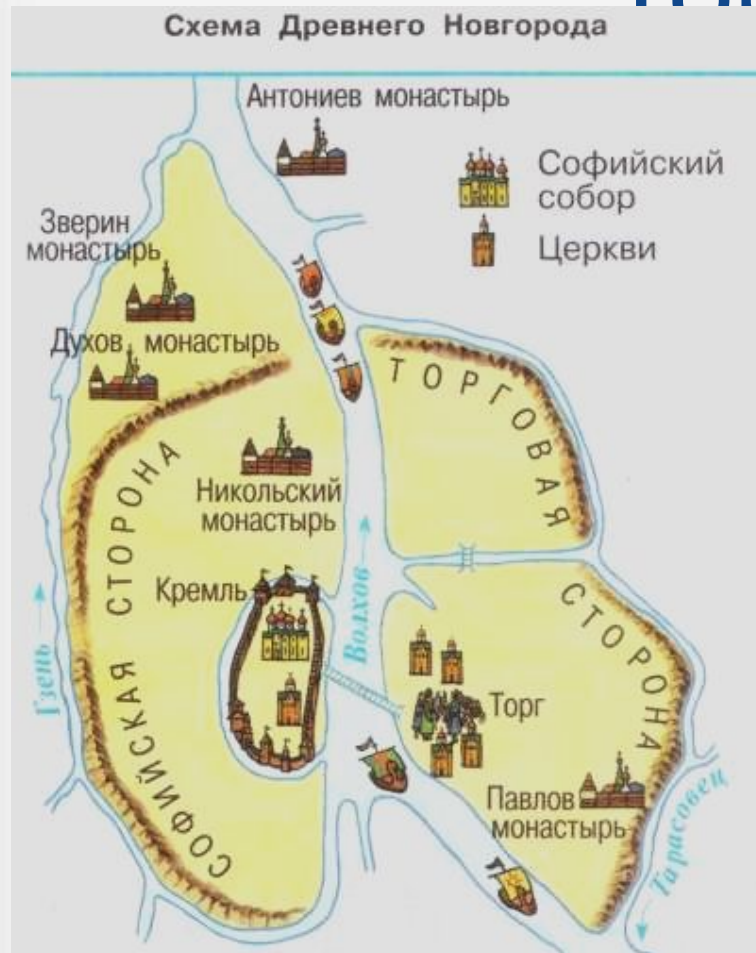 Схема Древнего Новгорода
Антониев монастырь
Софийский
собор
Церкви
Зверин
монастырь
Духов монастырь
ТОРГОВАЯ
СТОРОНА
Никольский
монастырь
СОФИЙСКАЯ СТОРОНА
Кремль
Волхов
Гзень
Торг
Павлов
монастырь
Тарасовец